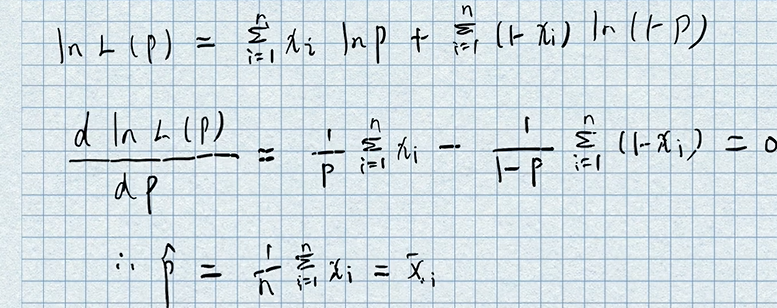 ln L(p) = \sum_{i=1}^{n} x_i ln p + \sum_{i=1}^{n} (1-x_i) ln(1-p)
\frac{d ln L(p)}{dp} = \frac{1}{p} \sum_{i=1}^{n} x_i - \frac{1}{1-p} \sum_{i=1}^{n} (1-x_i) = 0
∴ \hat{p} = \frac{1}{n} \sum_{i=1}^{n} x_i = \bar{x}_i